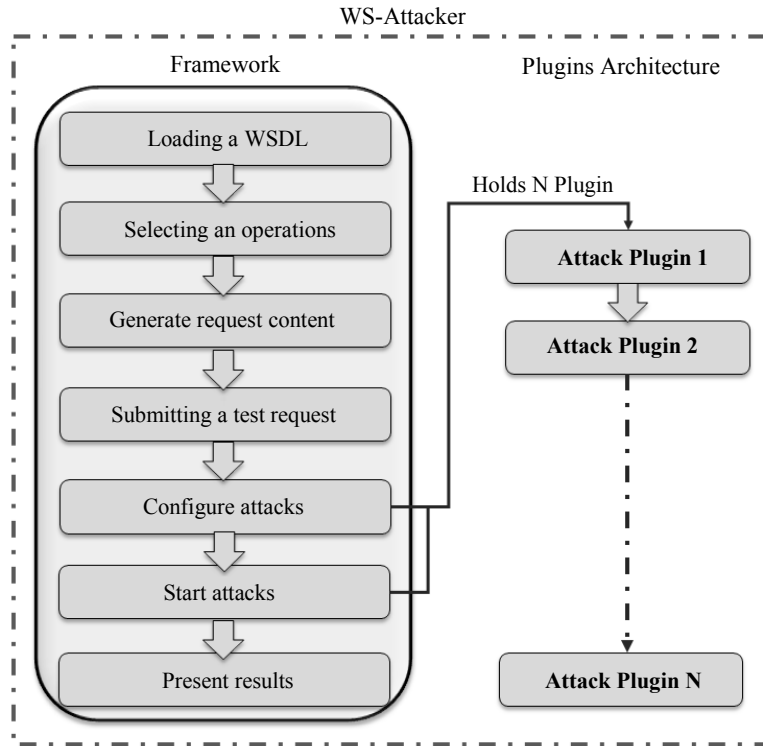 WS-Attacker
Framework
Plugins Architecture
Loading a WSDL
Selecting an operations
Generate request content
Submitting a test request
Configure attacks
Start attacks
Present results
Holds N Plugin
Attack Plugin 1
Attack Plugin 2
Attack Plugin N